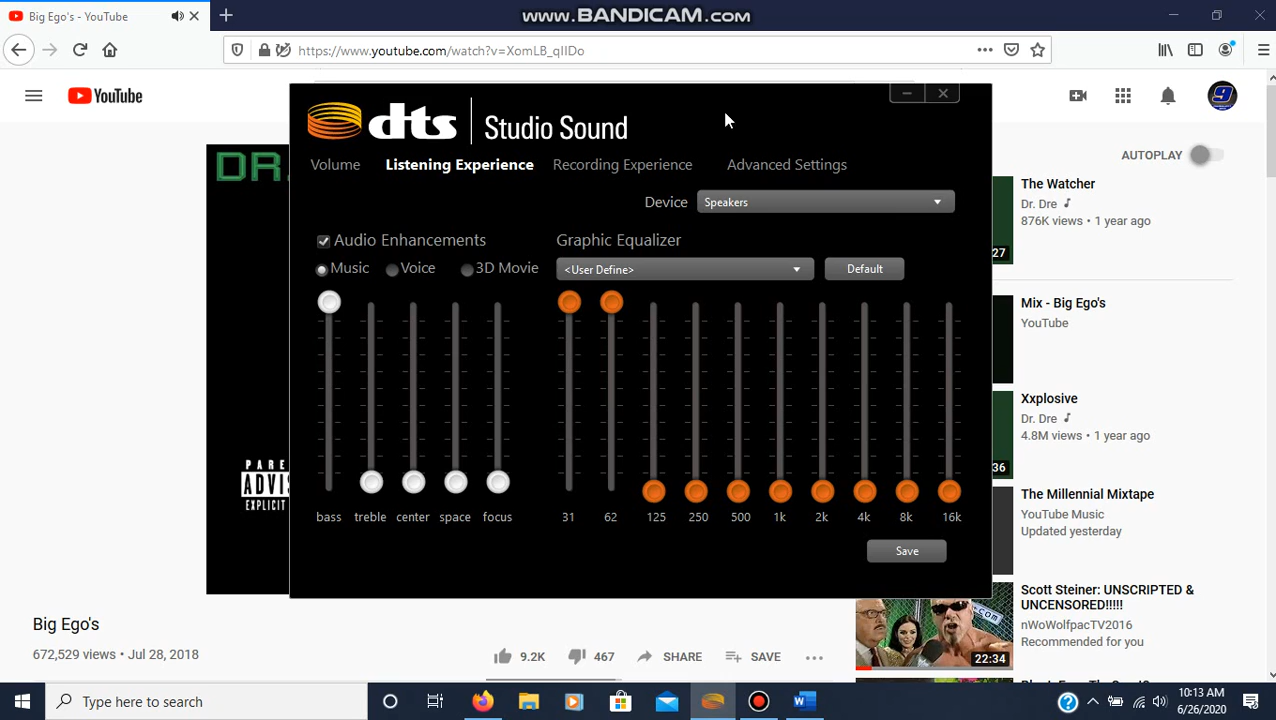 Big Ego's - YouTube
www.BANDICAM.com
https://www.youtube.com/watch?v=XomLB_qIIDo
YouTube
dts Studio Sound
Volume Listening Experience Recording Experience Advanced Settings
Device Speakers
Audio Enhancements
Music Voice 3D Movie
Graphic Equalizer
<User Define> Default
bass treble center space focus
31 62 125 250 500 1k 2k 4k 8k 16k
Save
DR.
PARE
ADVIS
EXPLICIT
AUTOPLAY
The Watcher
Dr. Dre
876K views • 1 year ago
27
Mix - Big Ego's
YouTube
Xxplosive
Dr. Dre
4.8M views • 1 year ago
36
The Millennial Mixtape
YouTube Music
Updated yesterday
Scott Steiner: UNSCRIPTED &
UNCENSORED!!!!!
nWoWolfpacTV2016
Recommended for you
22:34
Big Ego's
672,529 views • Jul 28, 2018
9.2K 467 SHARE SAVE
Type here to search
10:13 AM
6/26/2020